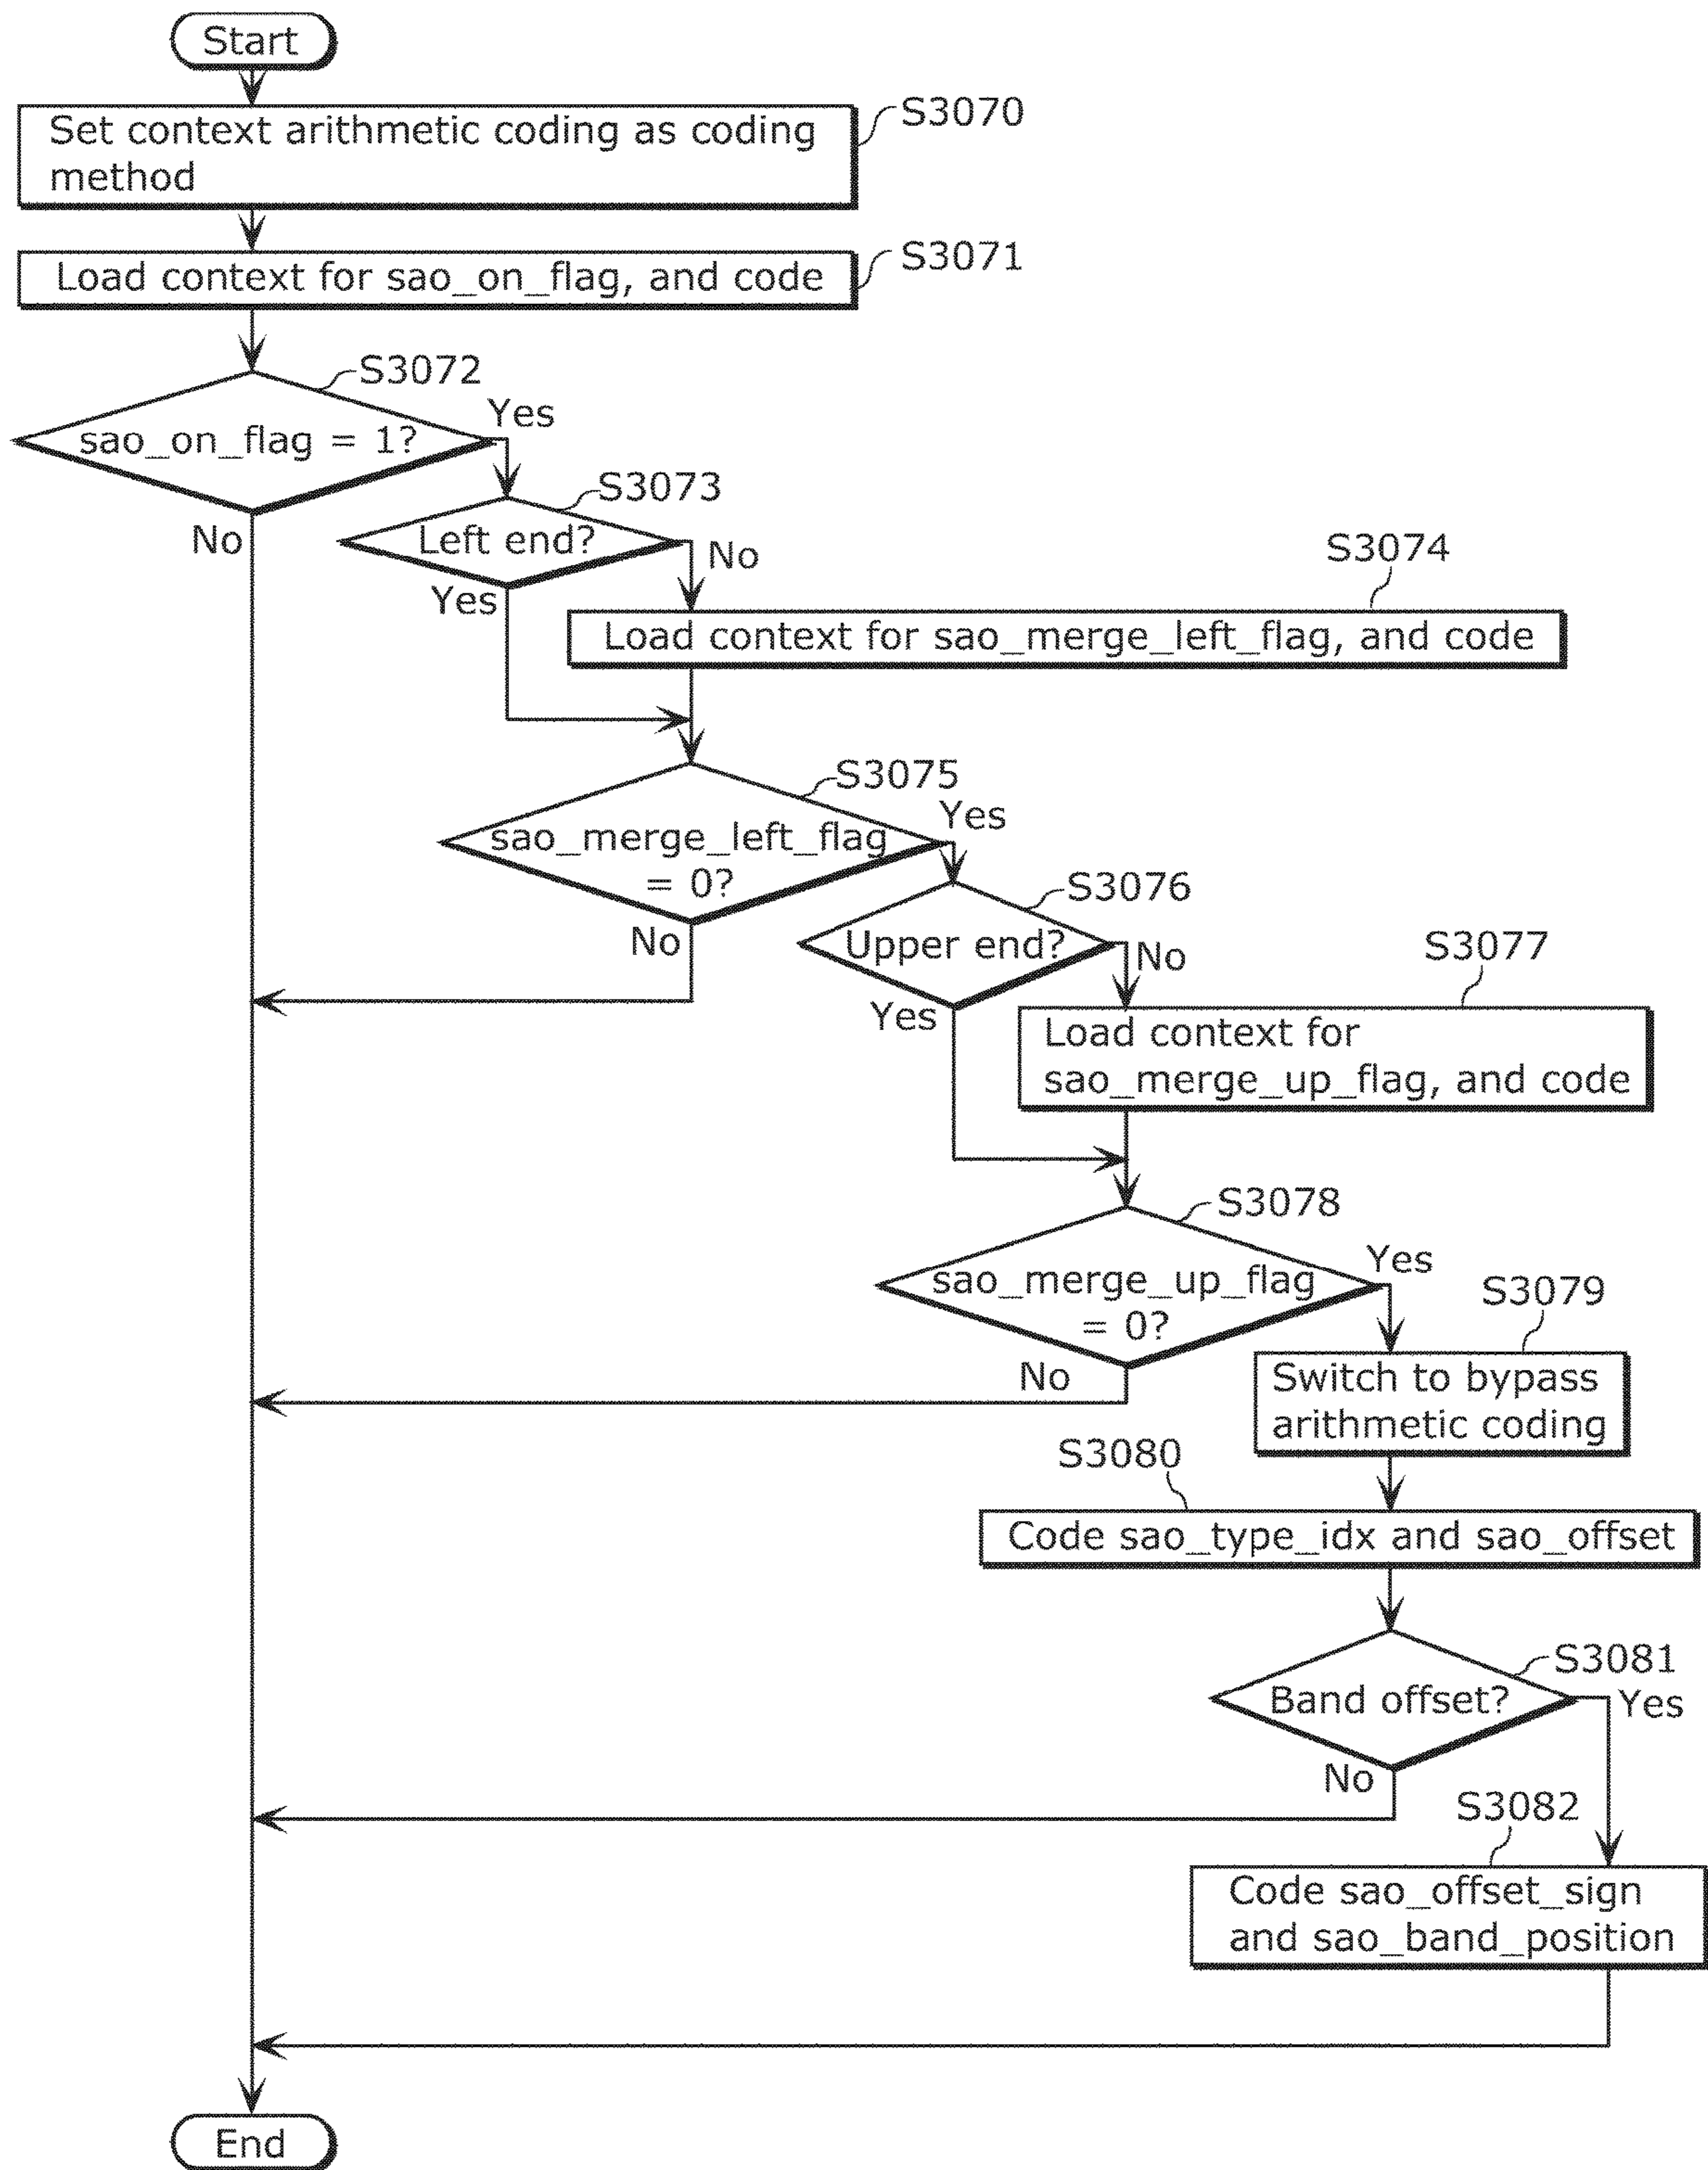 Start
S3070
Set context arithmetic coding as coding
method
S3071
Load context for sao_on_flag, and code
S3072
sao_on_flag = 1?
Yes
No
S3073
Left end?
No
Yes
S3074
Load context for sao_merge_left_flag, and code
S3075
sao_merge_left_flag
= 0?
Yes
No
S3076
Upper end?
No
Yes
S3077
Load context for
sao_merge_up_flag, and code
S3078
sao_merge_up_flag
= 0?
Yes
No
S3079
Switch to bypass
arithmetic coding
S3080
Code sao_type_idx and sao_offset
S3081
Band offset?
Yes
No
S3082
Code sao_offset_sign
and sao_band_position
End